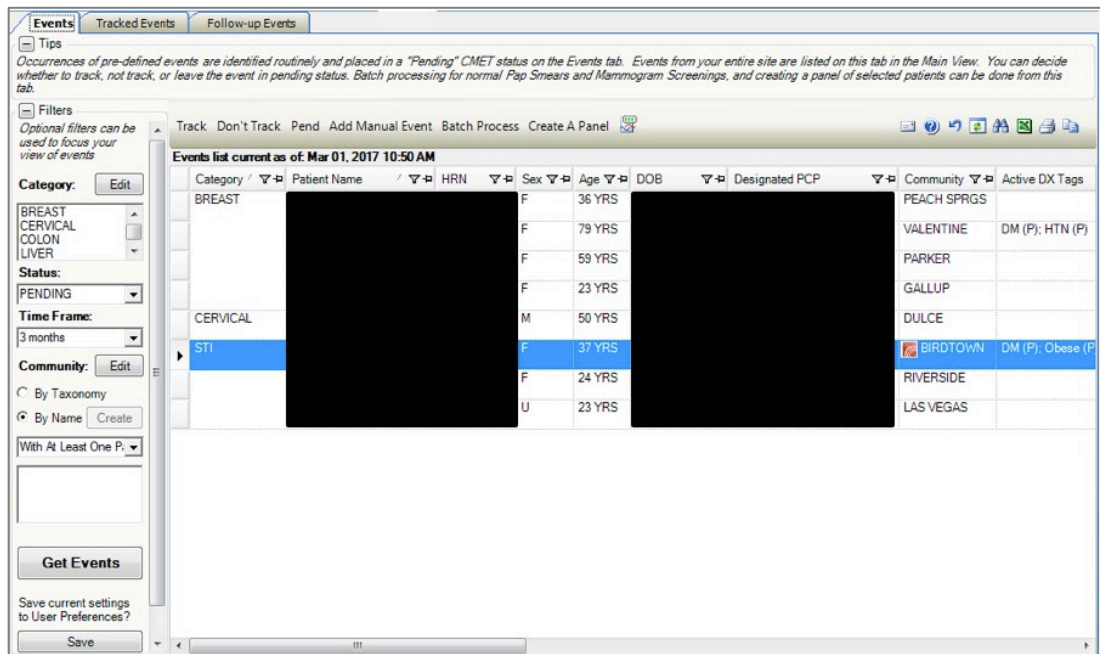 Events Tracked Events Follow-up Events
Tips
Occurrences of pre-defined events are identified routinely and placed in a "Pending" CMET status on the Events tab. Events from your entire site are listed on this tab in the Main View. You can decide
whether to track, not track, or leave the event in pending status. Batch processing for normal Pap Smears and Mammogram Screenings, and creating a panel of selected patients can be done from this
tab.
Filters
Optional filters can be
used to focus your
view of events
Category: Edit
BREAST
CERVICAL
COLON
LIVER
Status:
PENDING
Time Frame:
3 months
Community: Edit
By Taxonomy
By Name Create
With At Least One P
Get Events
Save current settings
to User Preferences?
Save
Track Don't Track Pend Add Manual Event Batch Process Create A Panel
Events list current as of: Mar 01, 2017 10:50 AM
Category Patient Name HRN Sex Age DOB Designated PCP Community Active DX Tags
BREAST F 36 YRS PEACH SPRGS
F 79 YRS VALENTINE DM (P); HTN (P)
F 59 YRS PARKER
F 23 YRS GALLUP
CERVICAL M 50 YRS DULCE
STI F 37 YRS BIRDTOWN DM (P); Obese (P
F 24 YRS RIVERSIDE
U 23 YRS LAS VEGAS